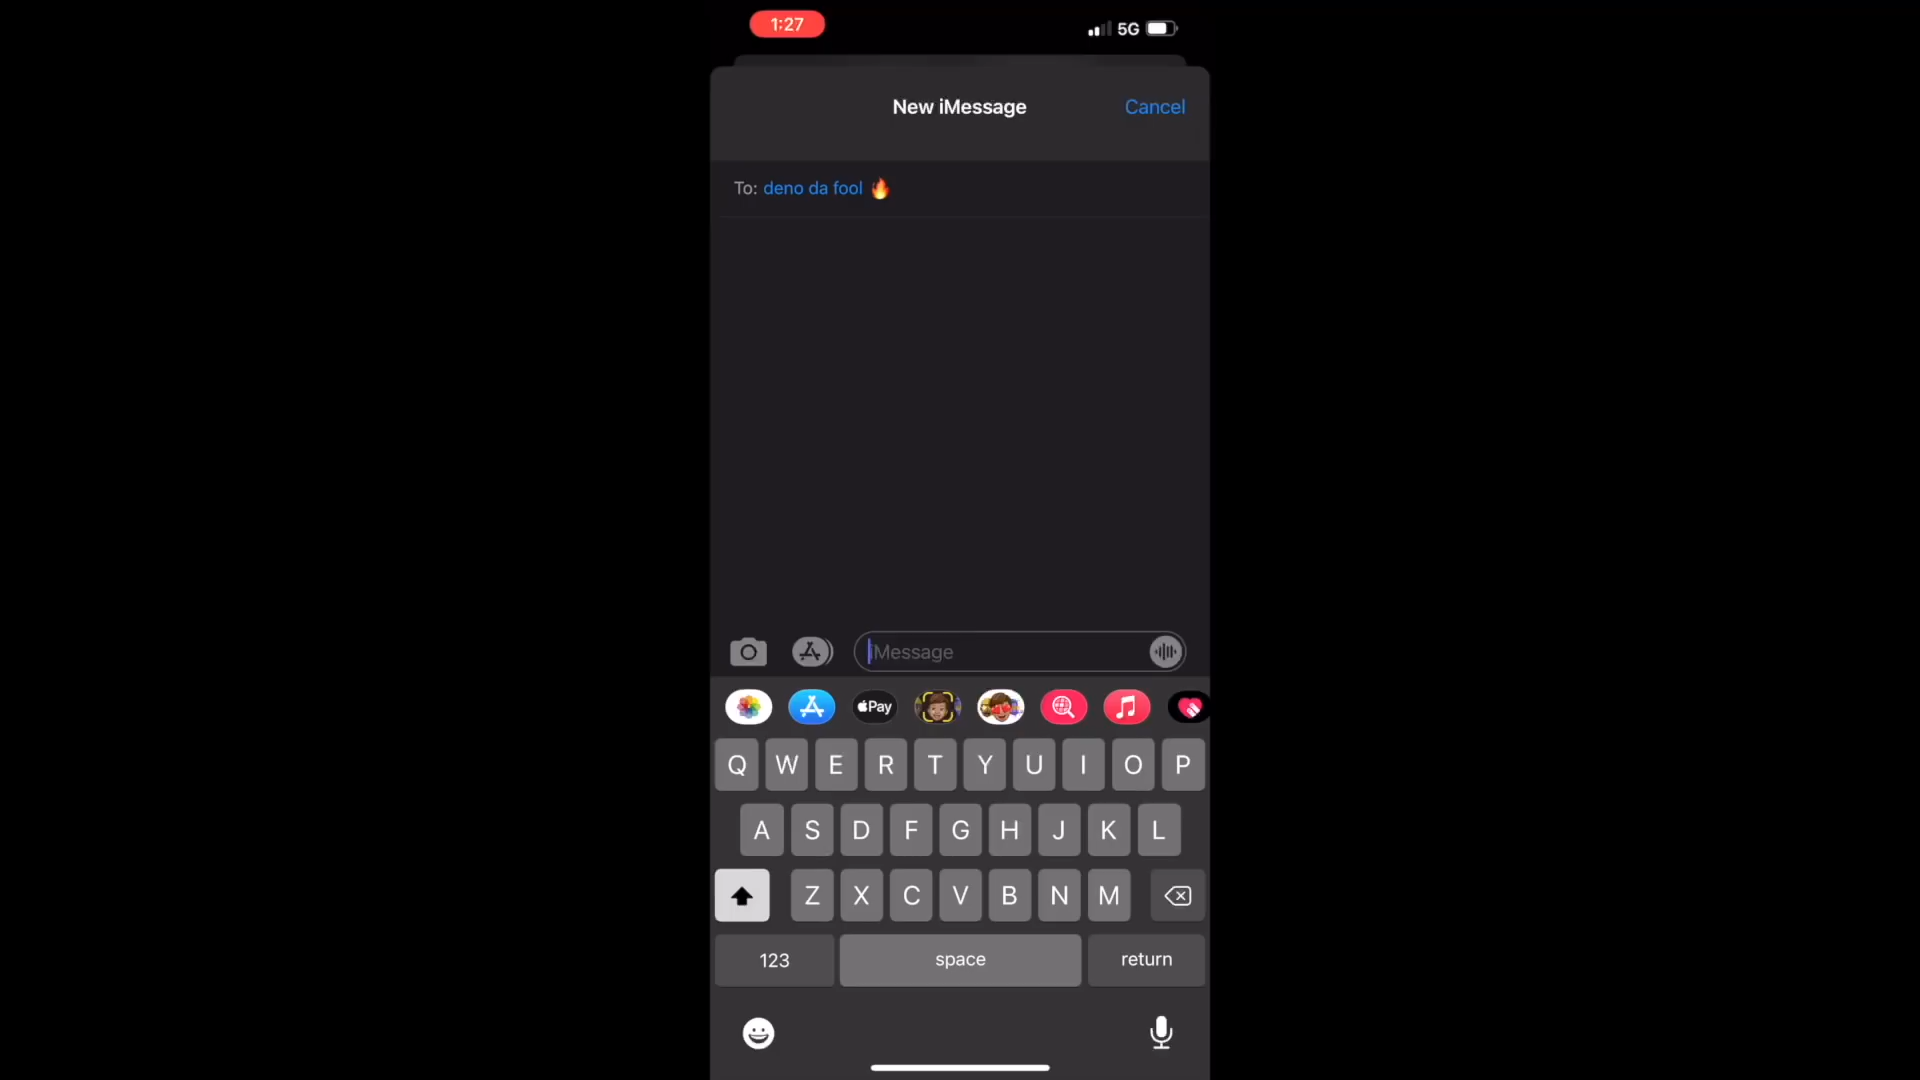 1:27 5G
New iMessage Cancel
To: deno da fool 🔥
iMessage
Pay
Q W E R T Y U I O P
A S D F G H J K L
Z X C V B N M
123 space return